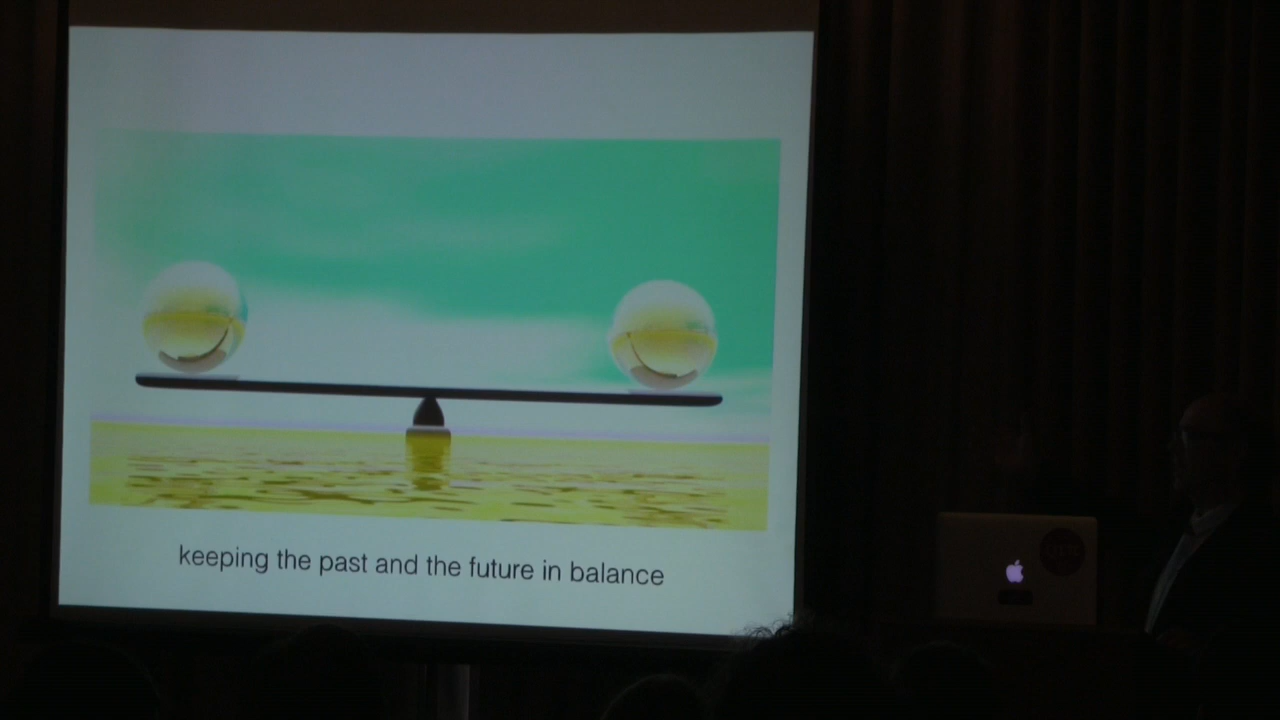 keeping the past and the future in balance